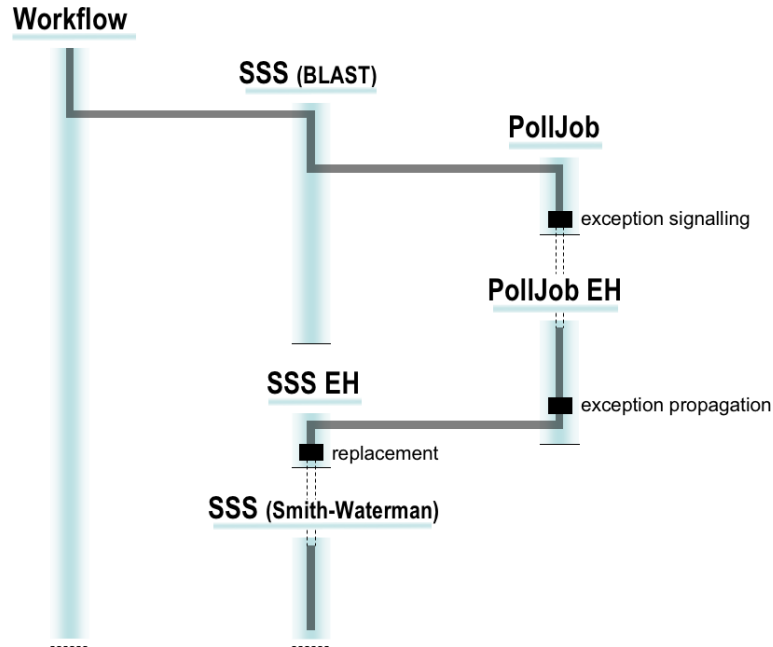 Workflow
SSS (BLAST)
PollJob
exception signalling
PollJob EH
SSS EH
exception propagation
replacement
SSS (Smith-Waterman)